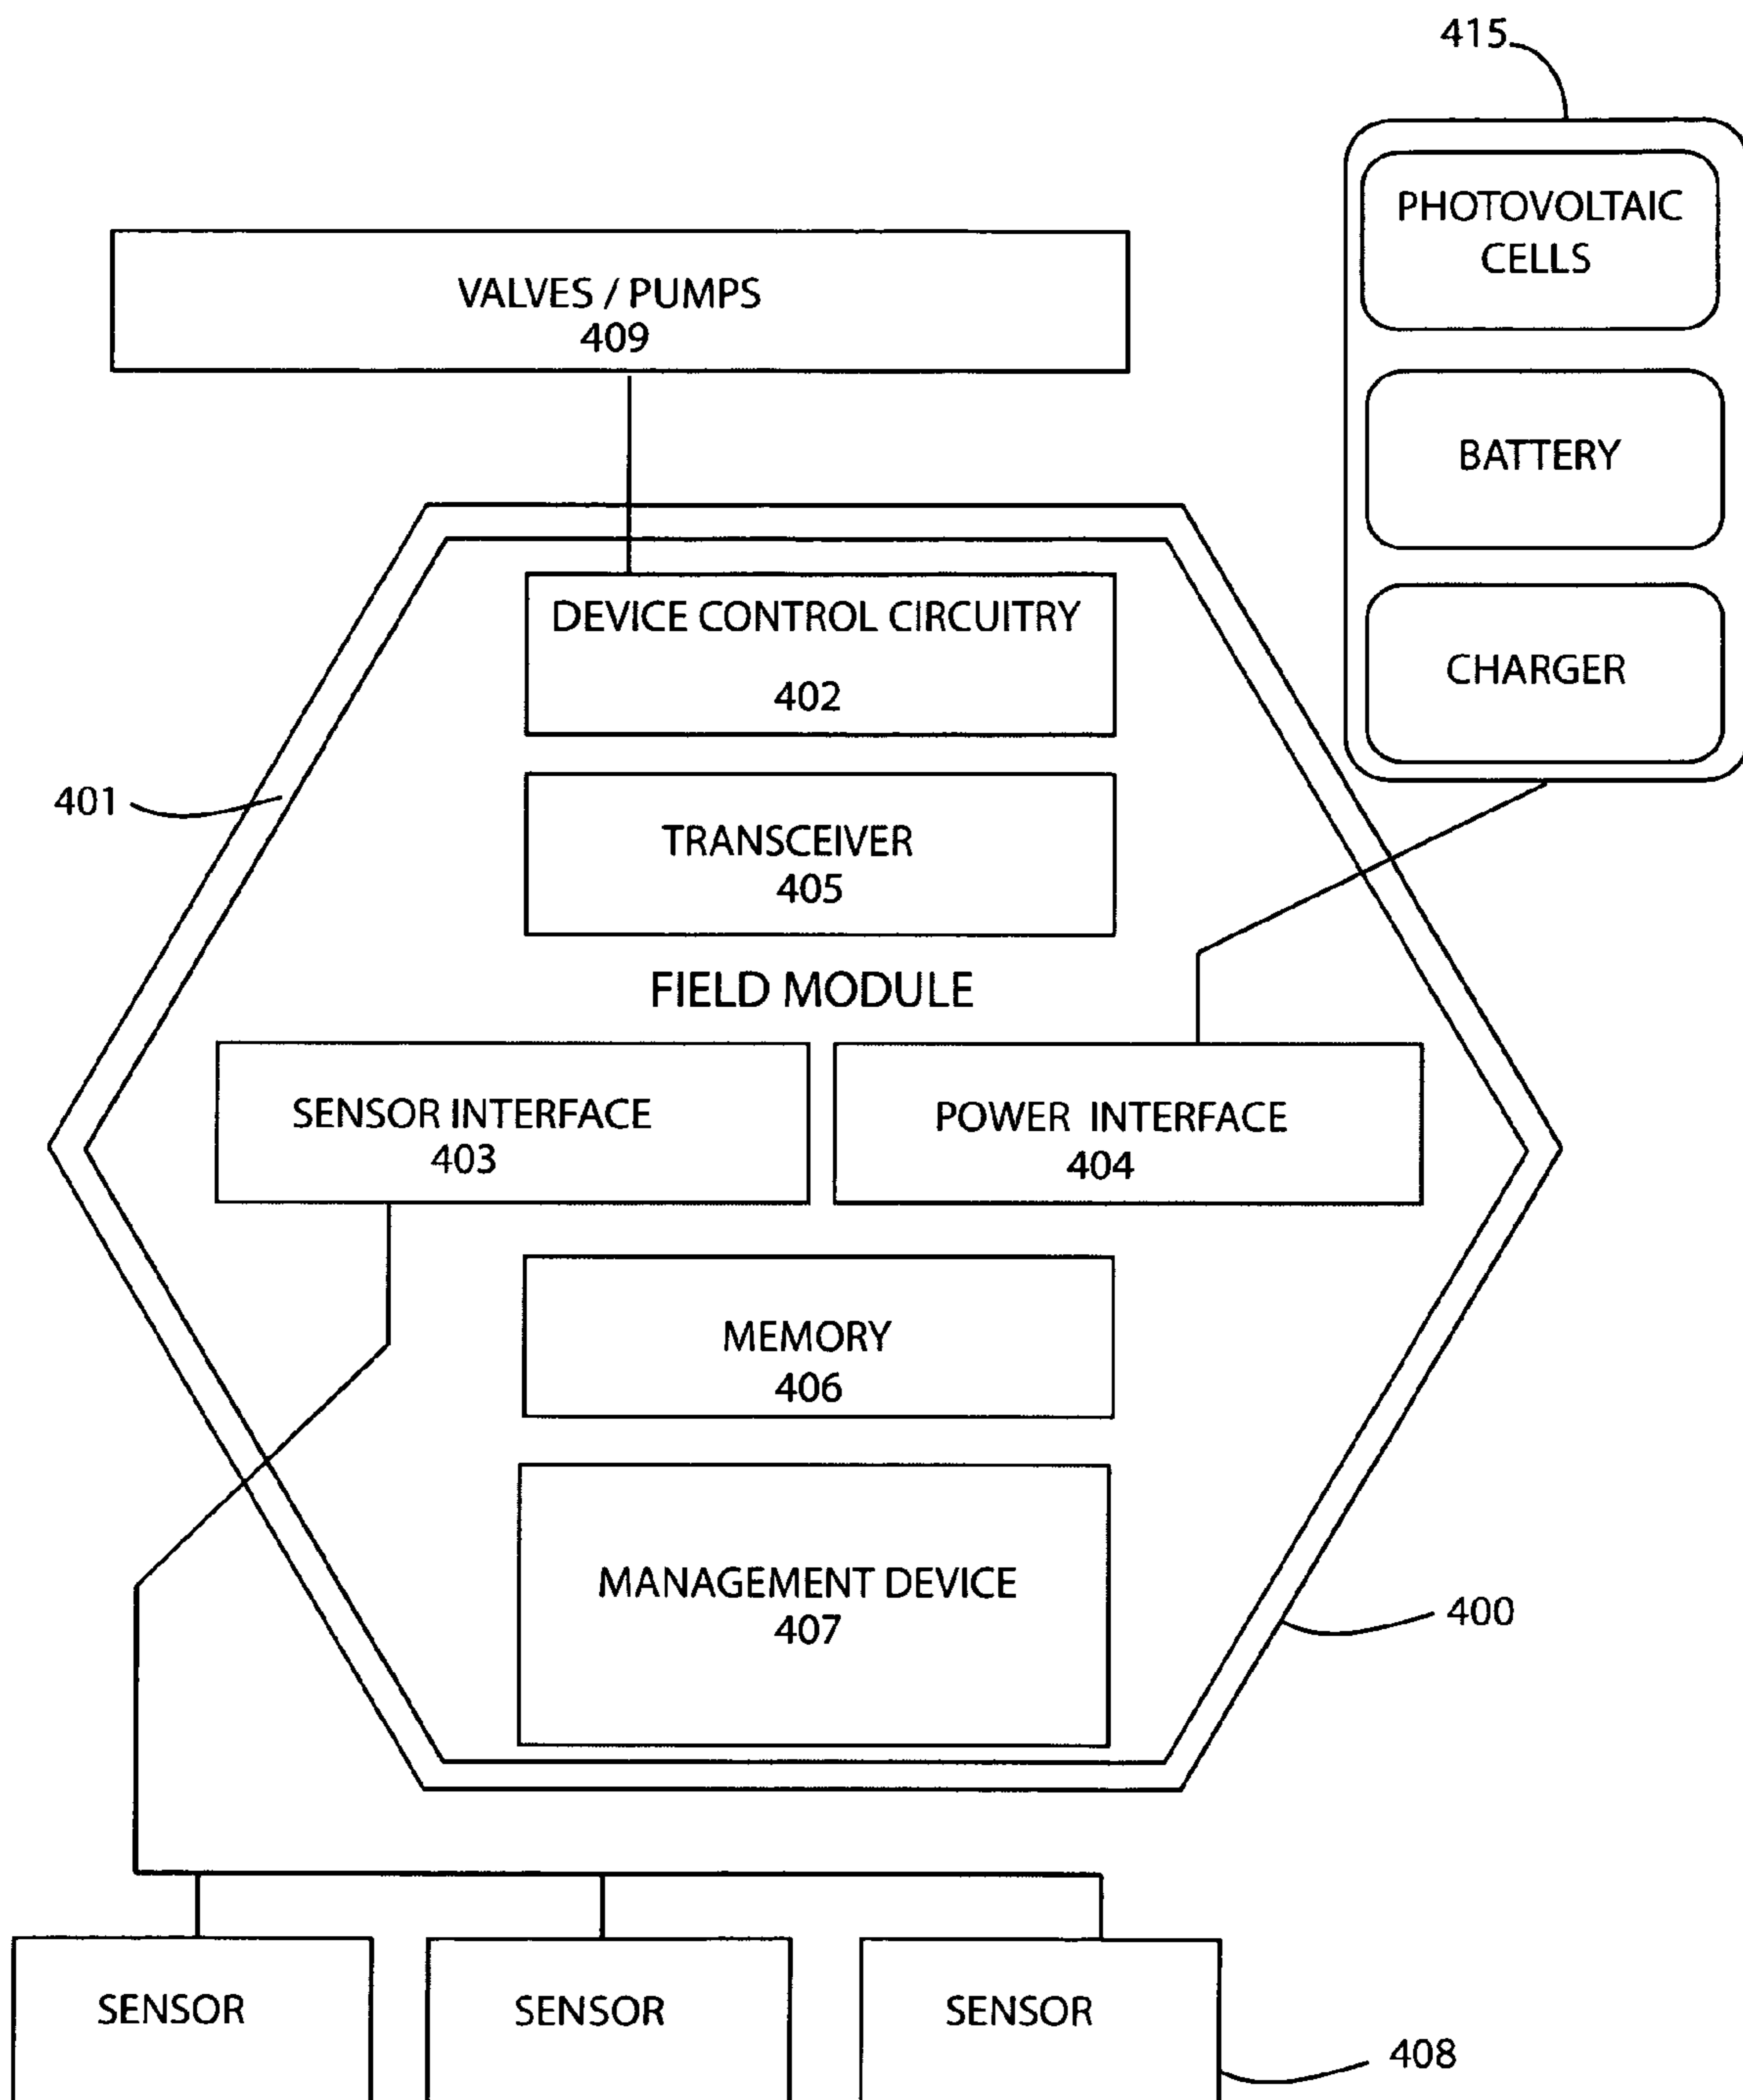 415
PHOTOVOLTAIC
CELLS
VALVES / PUMPS
409
BATTERY
DEVICE CONTROL CIRCUITRY
402
CHARGER
401
TRANSCEIVER
405
FIELD MODULE
SENSOR INTERFACE
403
POWER INTERFACE
404
MEMORY
406
MANAGEMENT DEVICE
407
400
SENSOR
SENSOR
SENSOR
408